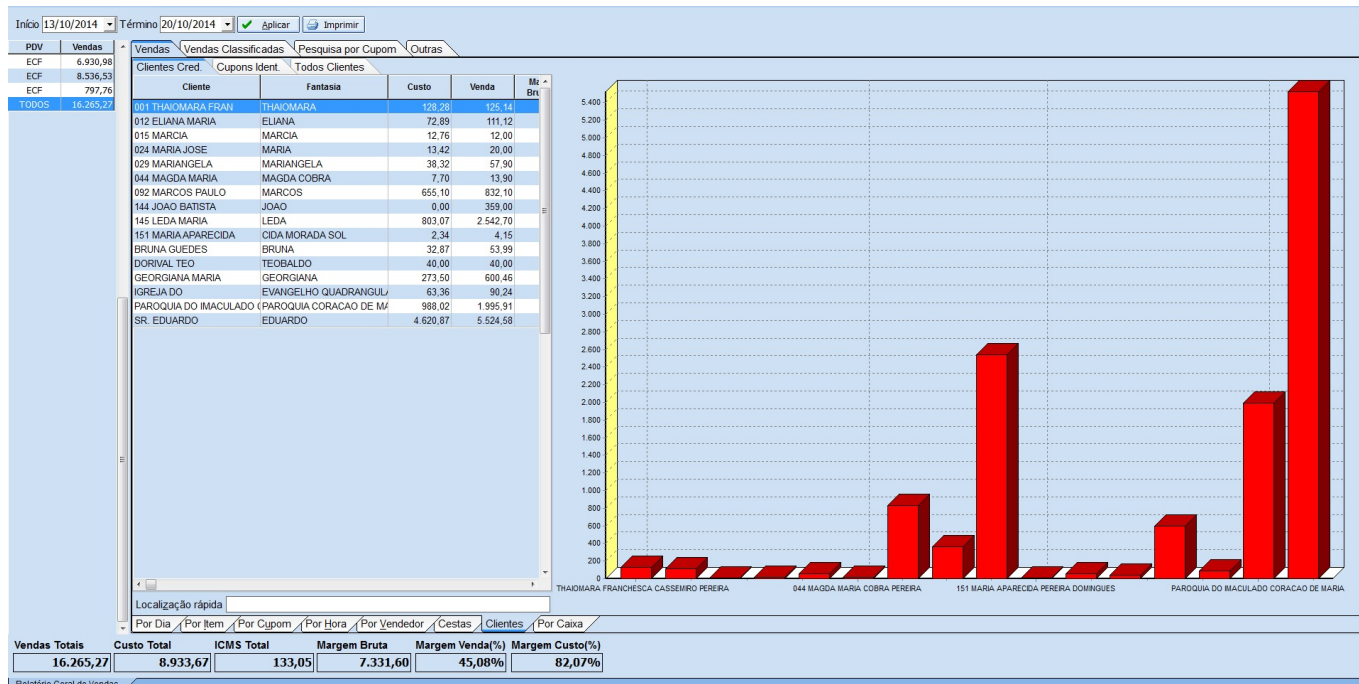 Início 13/10/2014 Término 20/10/2014 Aplicar Imprimir
PDV Vendas
ECF 6.930,98
ECF 8.536,53
ECF 797,76
TODOS 16.265,27
Vendas Vendas Classificadas Pesquisa por Cupom Outras
Clientes Cred. Cupons Ident. Todos Clientes
Cliente Fantasia Custo Venda
001 THAIOMARA FRAN THAIOMARA 128,28 125,14
012 ELIANA MARIA ELIANA 72,89 111,12
015 MARCIA MARCIA 12,76 12,00
024 MARIA JOSE MARIA 13,42 20,00
029 MARIANGELA MARIANGELA 38,32 57,90
044 MAGDA MARIA MAGDA COBRA 7,70 13,90
092 MARCOS PAULO MARCOS 655,10 832,10
144 JOAO BATISTA JOAO 0,00 359,00
145 LEDA MARIA LEDA 803,07 2.542,70
151 MARIA APARECIDA CIDA MORADA SOL 2,34 4,15
BRUNA GUEDES BRUNA 32,87 53,99
DORIVAL TEO TEOBALDO 40,00 40,00
GEORGIANA MARIA GEORGIANA 273,50 600,46
IGREJA DO EVANGELHO QUADRANGUL 63,36 90,24
PAROQUIA DO IMACULADO PAROQUIA CORACAO DE MA 988,02 1.995,91
SR. EDUARDO EDUARDO 4.620,87 5.524,58
5.400
5.200
5.000
4.800
4.600
4.400
4.200
4.000
3.800
3.600
3.400
3.200
3.000
2.800
2.600
2.400
2.200
2.000
1.800
1.600
1.400
1.200
1.000
800
600
400
200
0
THAIOMARA FRANCHESCA CASSEMIRO PEREIRA 044 MAGDA MARIA COBRA PEREIRA 151 MARIA APARECIDA PEREIRA DOMINGUES PAROQUIA DO IMACULADO CORACAO DE MARIA
Localização rápida
Por Dia Por Item Por Cupom Por Hora Por Vendedor Cestas Clientes Por Caixa
Vendas Totais Custo Total ICMS Total Margem Bruta Margem Venda(%) Margem Custo(%)
16.265,27 8.933,67 133,05 7.331,60 45,08% 82,07%
Relatório Geral de Vendas